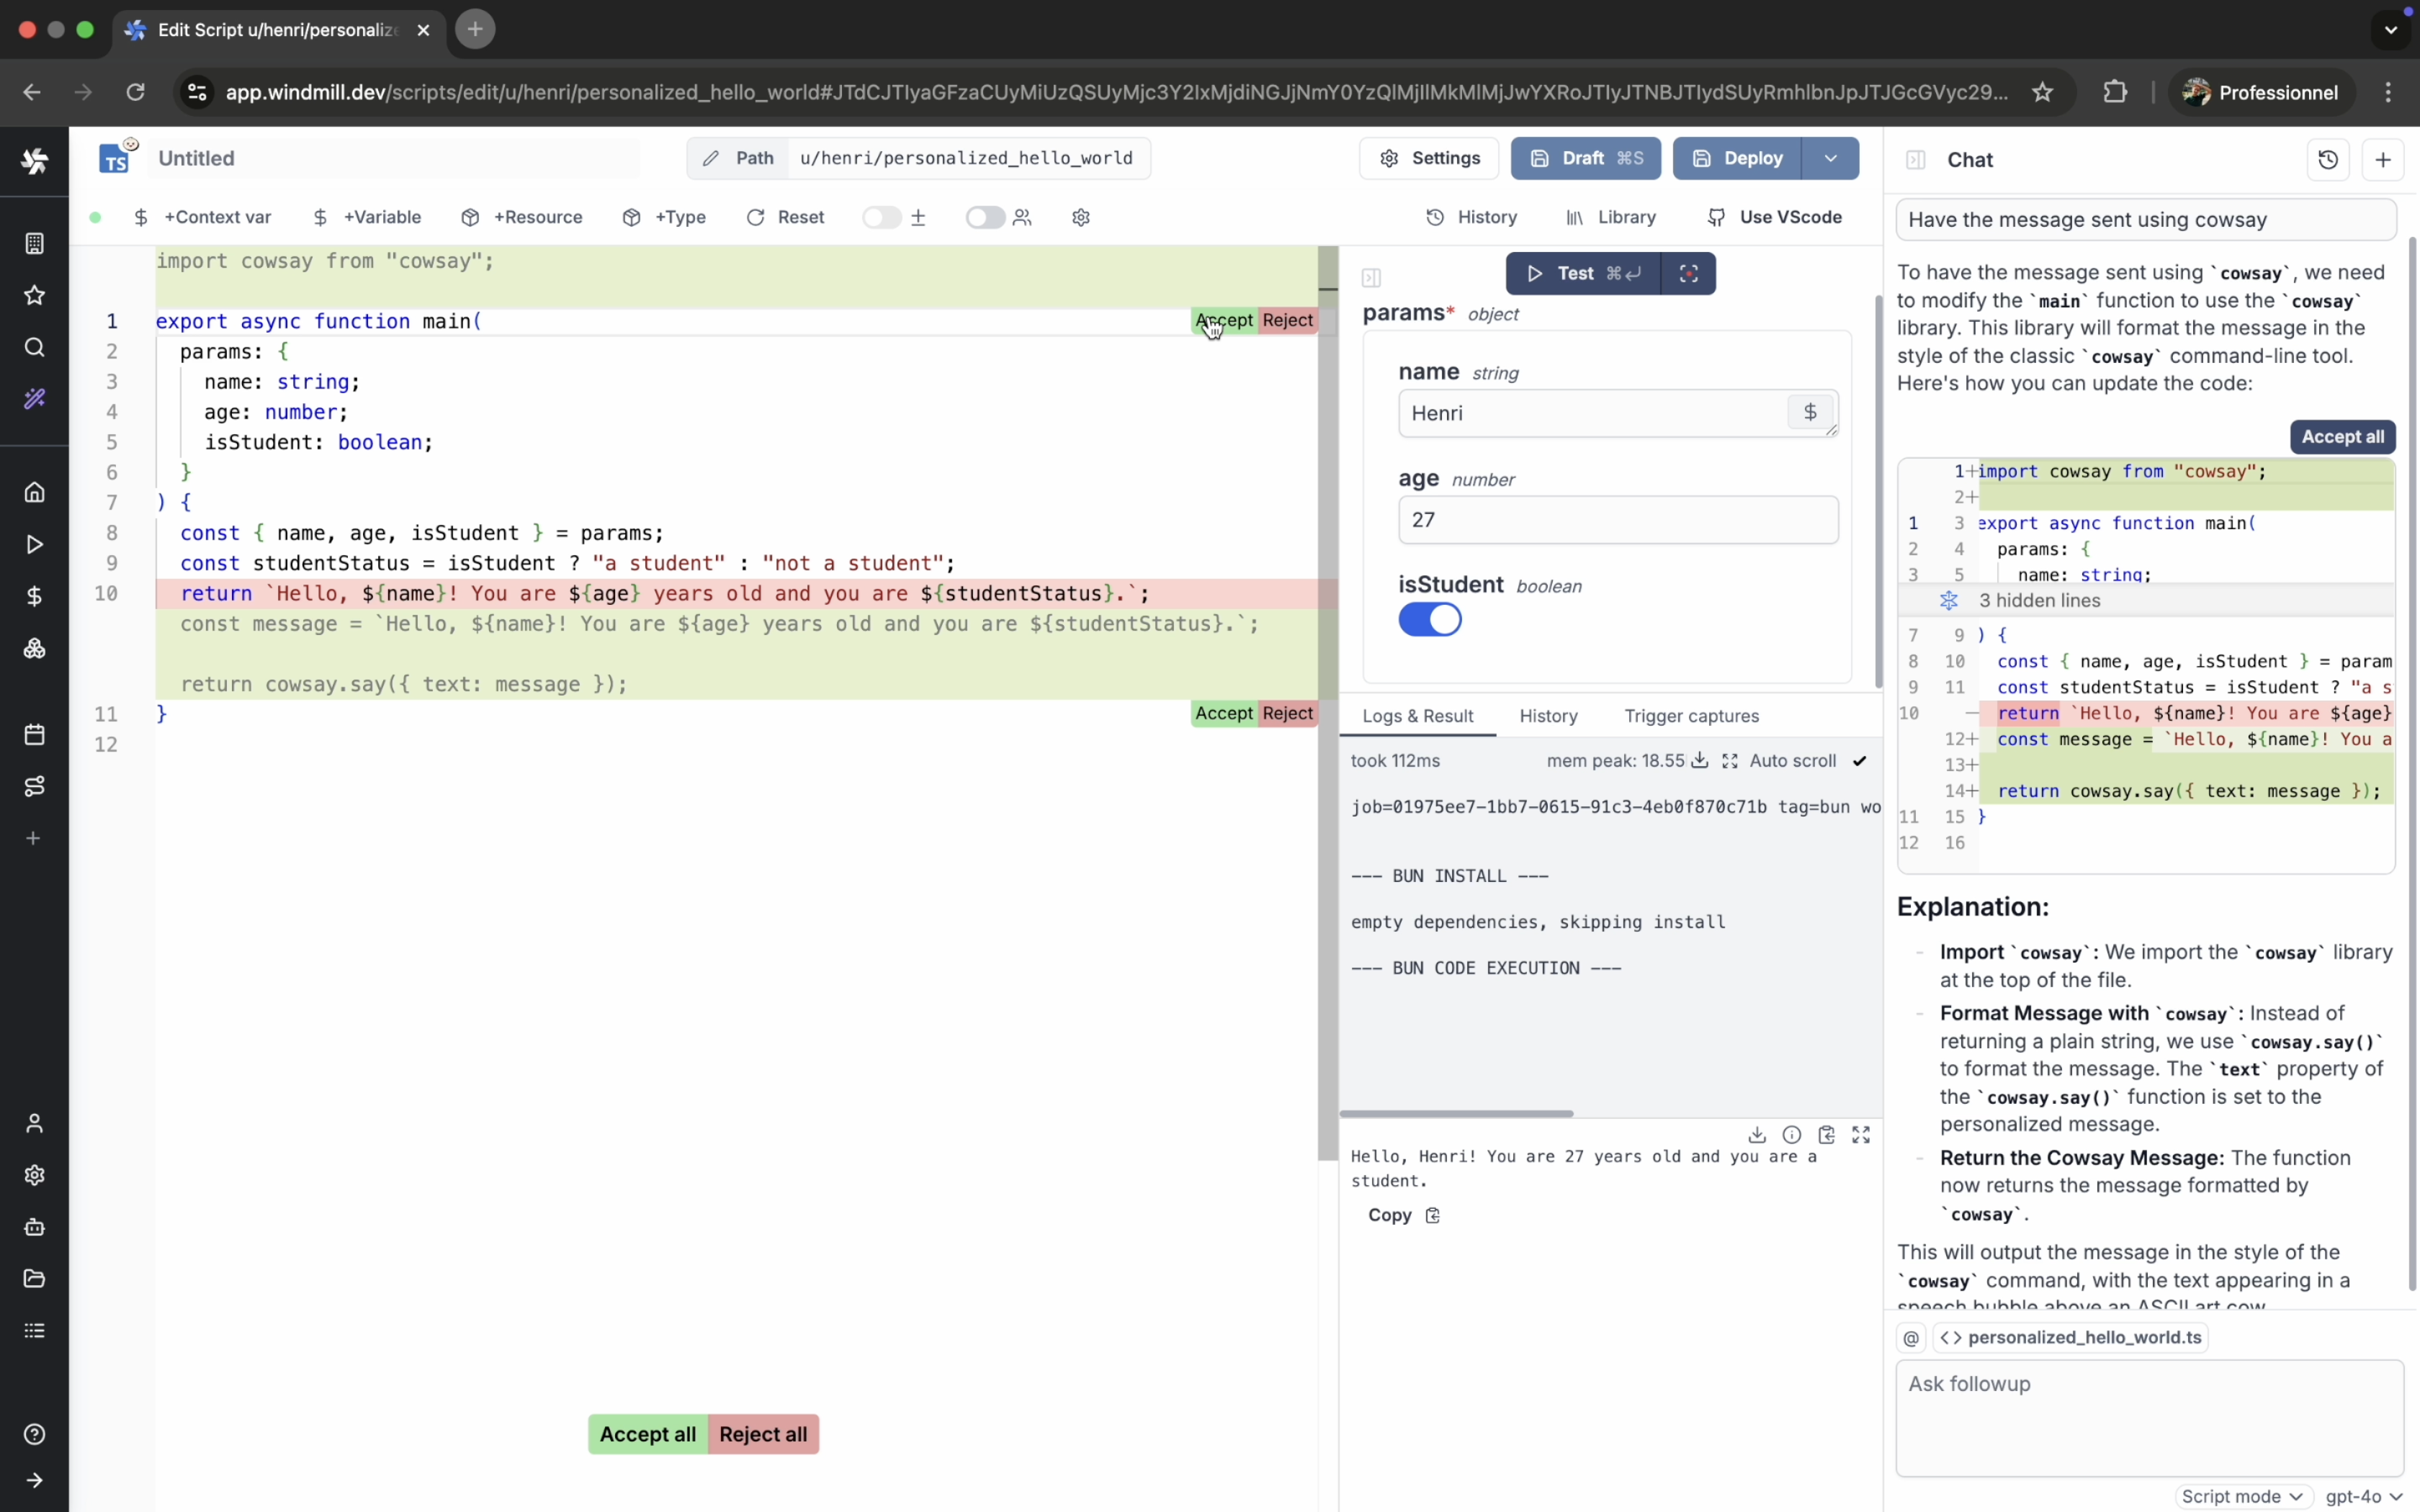 Edit Script u/henri/personalize
app.windmill.dev/scripts/edit/u/henri/personalized_hello_world#JTdCJTIyaGFzaCUyMiUzQSUyMjc3Y2IxMjdiNGJjNmY0YzQlMjIlMkMlMjJwYXRoJTIyJTNBJTIydSUyRmhlbnJpJTJGcGVyc29...
Professionnel
TS
Untitled
Path
u/henri/personalized_hello_world
Settings
Draft ⌘S
Deploy
+Context var
+Variable
+Resource
+Type
Reset
±
History
Library
Use VScode
import cowsay from "cowsay";
1 export async function main(
Accept Reject
2 params: {
3 name: string;
4 age: number;
5 isStudent: boolean;
6 }
7 ) {
8 const { name, age, isStudent } = params;
9 const studentStatus = isStudent ? "a student" : "not a student";
10 return `Hello, ${name}! You are ${age} years old and you are ${studentStatus}.`;
const message = `Hello, ${name}! You are ${age} years old and you are ${studentStatus}.`;
return cowsay.say({ text: message });
11 }
Accept Reject
12
Accept all Reject all
Test ⌘↵
params* object
name string
Henri
$
age number
27
isStudent boolean
Logs & Result
History
Trigger captures
took 112ms
mem peak: 18.55
Auto scroll
job=01975ee7-1bb7-0615-91c3-4eb0f870c71b tag=bun wo
--- BUN INSTALL ---
empty dependencies, skipping install
--- BUN CODE EXECUTION ---
Hello, Henri! You are 27 years old and you are a
student.
Copy
Chat
Have the message sent using cowsay
To have the message sent using `cowsay`, we need
to modify the `main` function to use the `cowsay`
library. This library will format the message in the
style of the classic `cowsay` command-line tool.
Here's how you can update the code:
Accept all
1+ import cowsay from "cowsay";
2+
1 3 export async function main(
2 4 params: {
3 5 name: string;
3 hidden lines
7 9 ) {
8 10 const { name, age, isStudent } = param
9 11 const studentStatus = isStudent ? "a s
10 — return `Hello, ${name}! You are ${age}
12+ const message = `Hello, ${name}! You a
13+
14+ return cowsay.say({ text: message });
11 15 }
12 16
Explanation:
- Import `cowsay`: We import the `cowsay` library
at the top of the file.
- Format Message with `cowsay`: Instead of
returning a plain string, we use `cowsay.say()`
to format the message. The `text` property of
the `cowsay.say()` function is set to the
personalized message.
- Return the Cowsay Message: The function
now returns the message formatted by
`cowsay`.
This will output the message in the style of the
`cowsay` command, with the text appearing in a
speech bubble above an ASCII art cow.
@
<> personalized_hello_world.ts
Ask followup
Script mode
gpt-4o